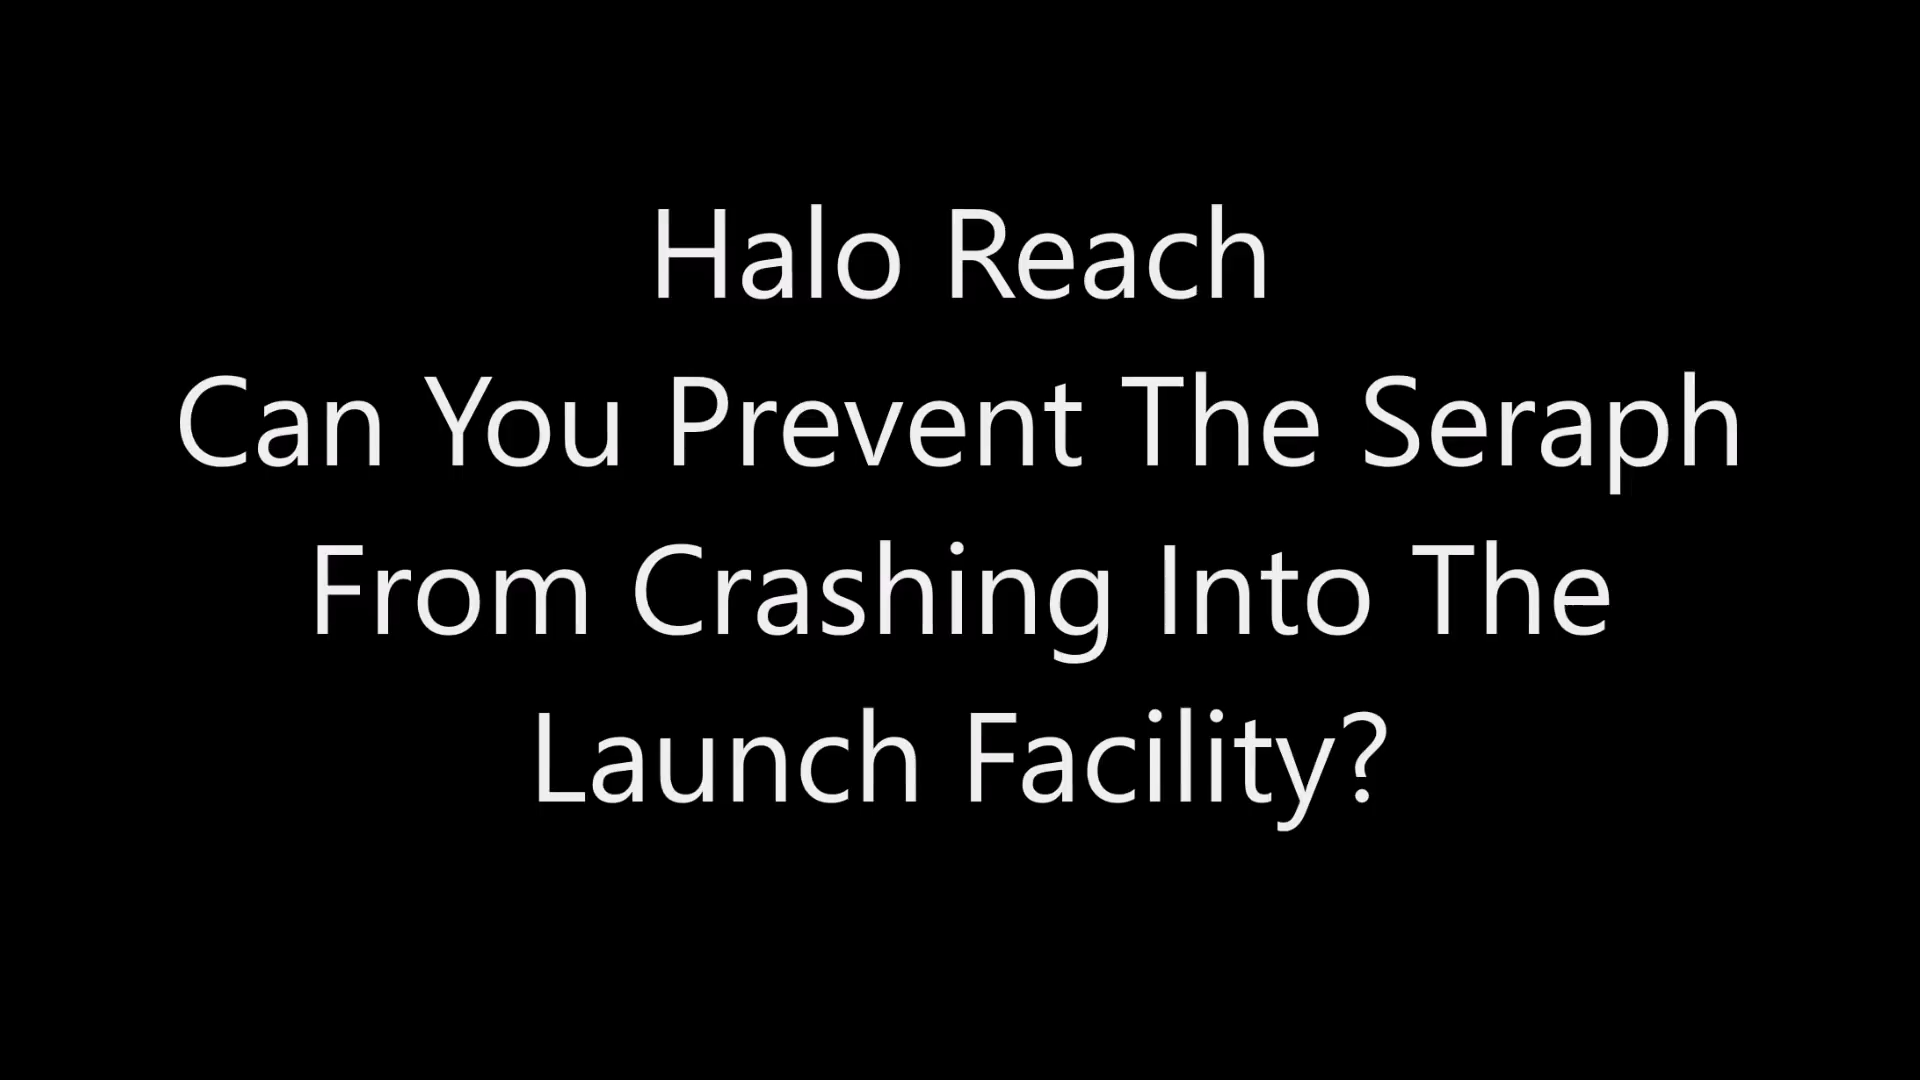 Halo Reach
Can You Prevent The Seraph
From Crashing Into The
Launch Facility?